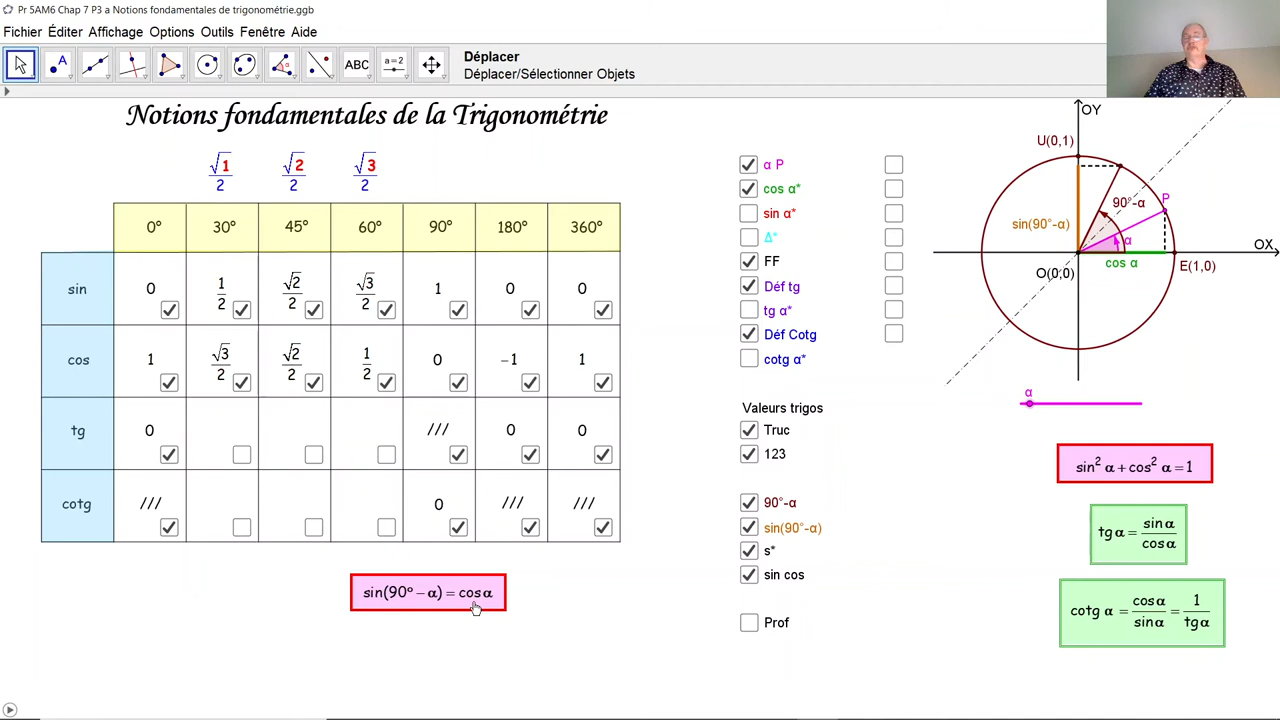 Pr 5AM6 Chap 7 P3 a Notions fondamentales de trigonométrie.ggb
Fichier Éditer Affichage Options Outils Fenêtre Aide
A
ABC
a=2
Déplacer
Déplacer/Sélectionner Objets
Notions fondamentales de la Trigonométrie
√1/2 √2/2 √3/2
0° 30° 45° 60° 90° 180° 360°
sin 0 1/2 √2/2 √3/2 1 0 0
cos 1 √3/2 √2/2 1/2 0 −1 1
tg 0 /// 0 0
cotg /// 0 /// ///
sin(90° − α) = cos α
α P
cos α*
sin α*
Δ*
FF
Déf tg
tg α*
Déf Cotg
cotg α*
Valeurs trigos
Truc
123
90°-α
sin(90°-α)
s*
sin cos
Prof
OY
U(0,1)
90°-α
P
sin(90°-α)
α
OX
cos α
O(0,0)
E(1,0)
α
sin² α + cos² α = 1
tg α = sin α / cos α
cotg α = cos α / sin α = 1 / tg α